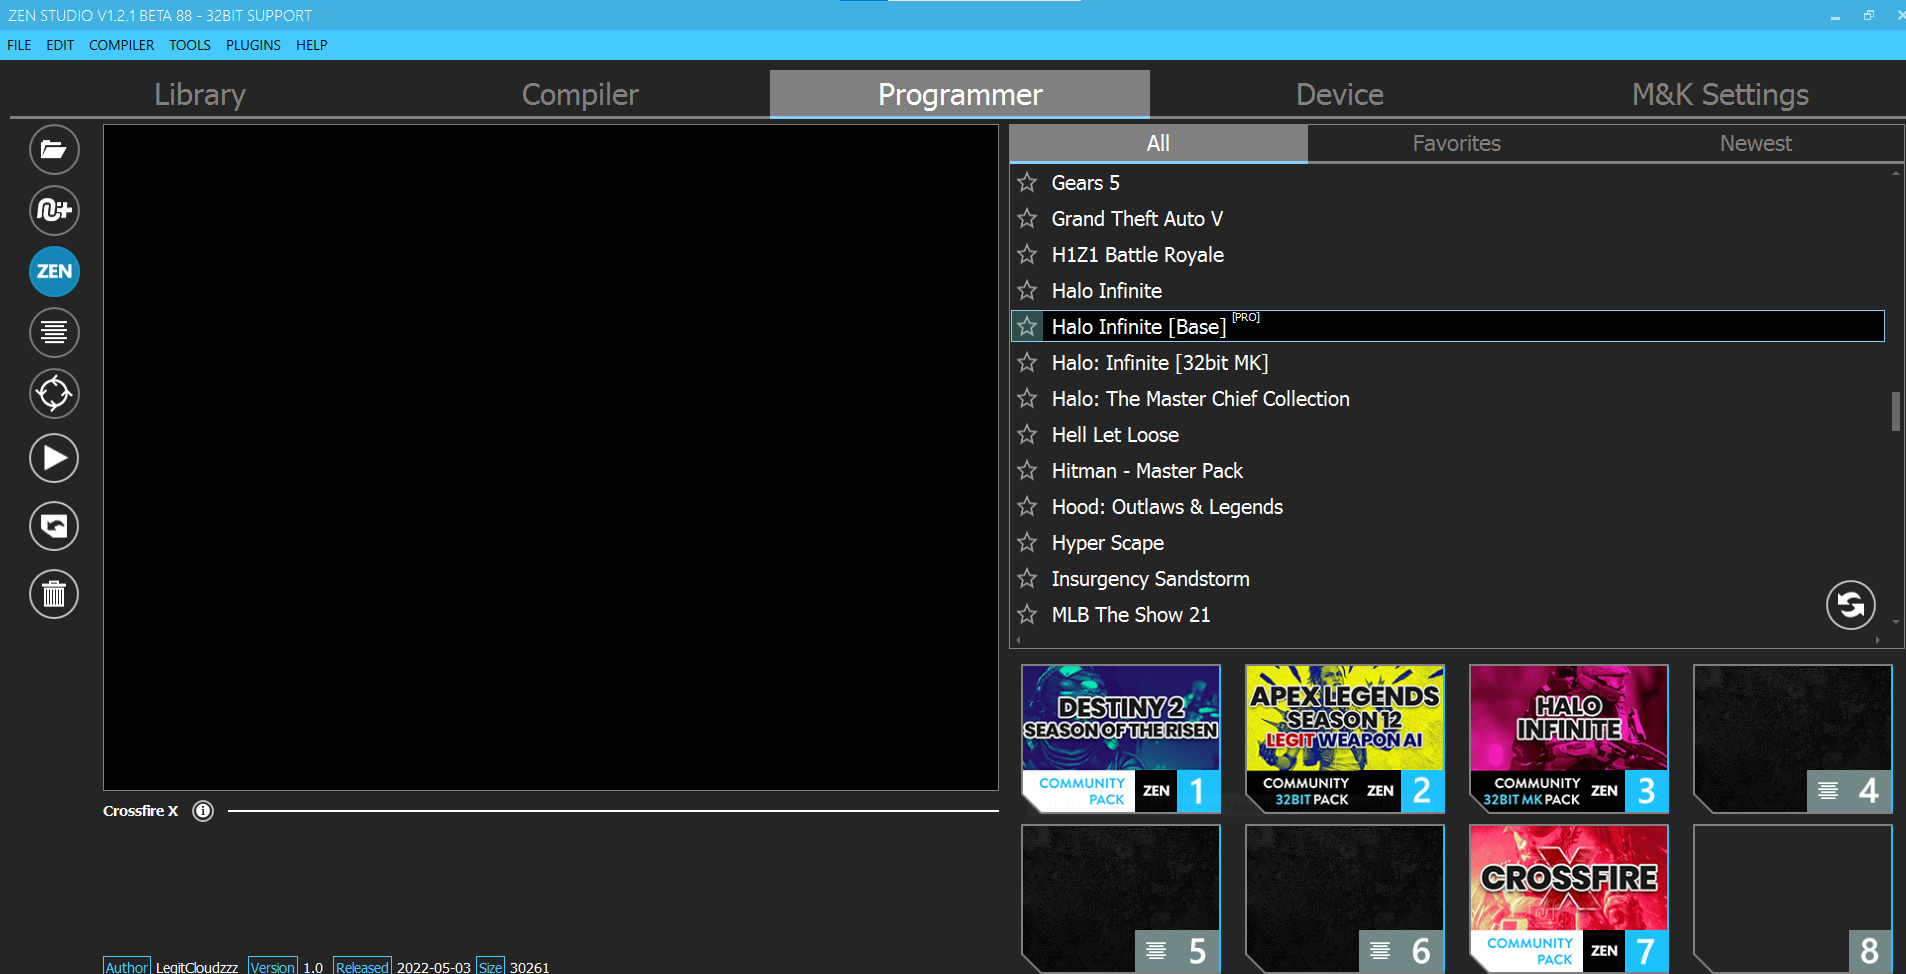 ZEN STUDIO V1.2.1 BETA 88 - 32BIT SUPPORT
FILE EDIT COMPILER TOOLS PLUGINS HELP
Library Compiler Programmer Device M&K Settings
ZEN
All Favorites Newest
Gears 5
Grand Theft Auto V
H1Z1 Battle Royale
Halo Infinite
Halo Infinite [Base] [PRO]
Halo: Infinite [32bit MK]
Halo: The Master Chief Collection
Hell Let Loose
Hitman - Master Pack
Hood: Outlaws & Legends
Hyper Scape
Insurgency Sandstorm
MLB The Show 21
DESTINY 2
SEASON OF THE RISEN
COMMUNITY
PACK
ZEN
1
APEX LEGENDS
SEASON 12
LEGIT WEAPON AI
COMMUNITY
32BIT PACK
ZEN
2
HALO
INFINITE
COMMUNITY
32BIT MK PACK
ZEN
3
4
5
6
CROSSFIRE
X
COMMUNITY
PACK
ZEN
7
8
Crossfire X
Author LegitCloudzzz Version 1.0 Released 2022-05-03 Size 30261